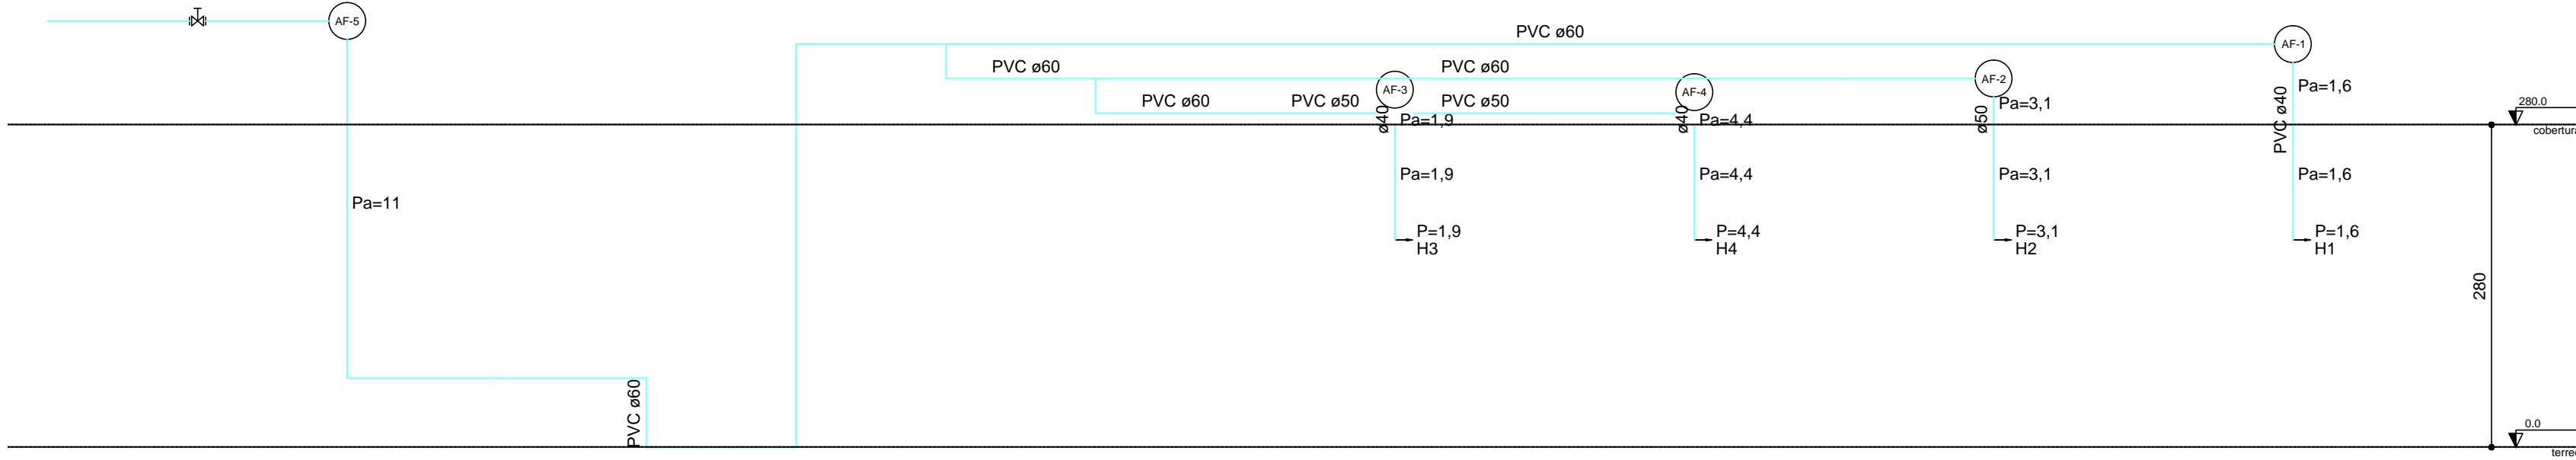 AF-5
PVC ø60
AF-1
PVC ø60
PVC ø60
AF-2
AF-3
AF-4
PVC ø40
Pa=1,6
PVC ø60
PVC ø50
PVC ø50
Pa=3,1
280.0
ø40
Pa=1,9
ø40
Pa=4,4
ø50
cobertura
Pa=1,9
Pa=4,4
Pa=3,1
Pa=1,6
Pa=11
P=1,9
H3
P=4,4
H4
P=3,1
H2
P=1,6
H1
280
PVC ø60
0.0